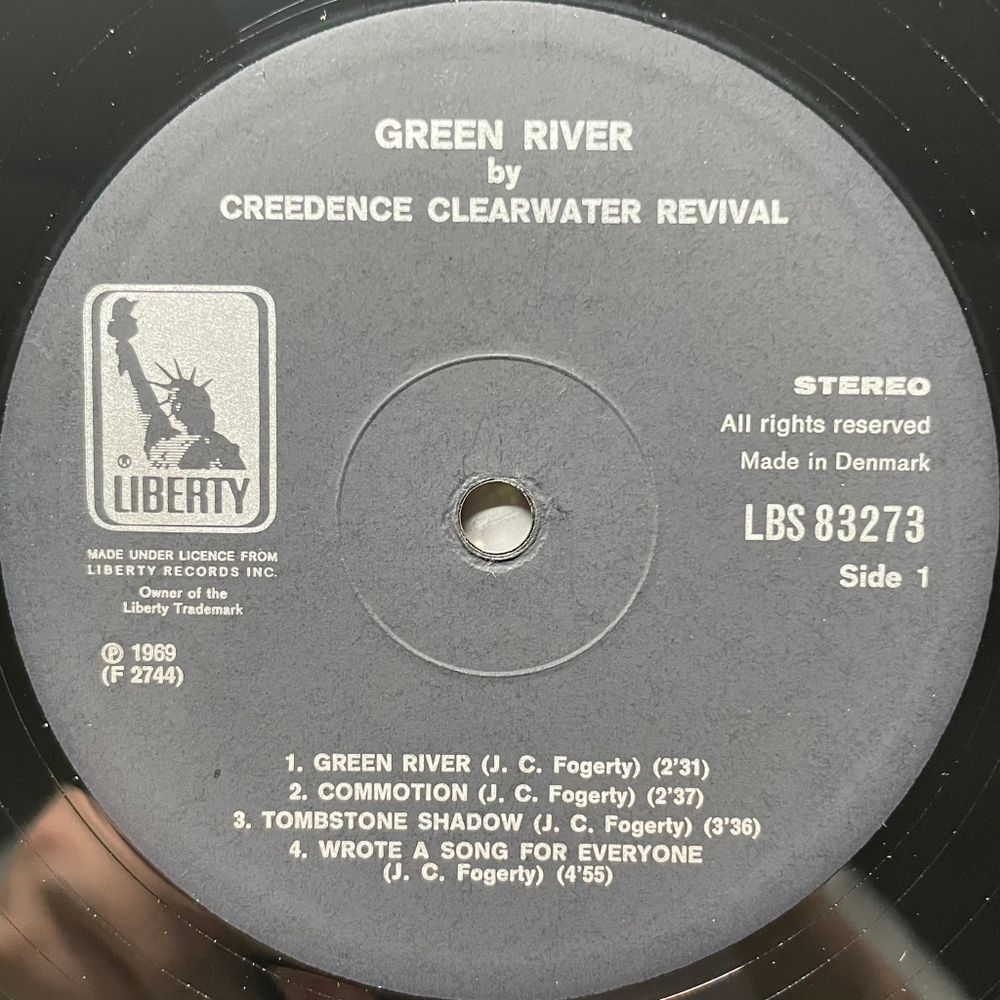 GREEN RIVER
by
CREEDENCE CLEARWATER REVIVAL
LIBERTY
MADE UNDER LICENCE FROM
LIBERTY RECORDS INC.
Owner of the
Liberty Trademark
℗ 1969
(F 2744)
STEREO
All rights reserved
Made in Denmark
LBS 83273
Side 1
1. GREEN RIVER (J. C. Fogerty) (2'31)
2. COMMOTION (J. C. Fogerty) (2'37)
3. TOMBSTONE SHADOW (J. C. Fogerty) (3'36)
4. WROTE A SONG FOR EVERYONE
(J. C. Fogerty) (4'55)